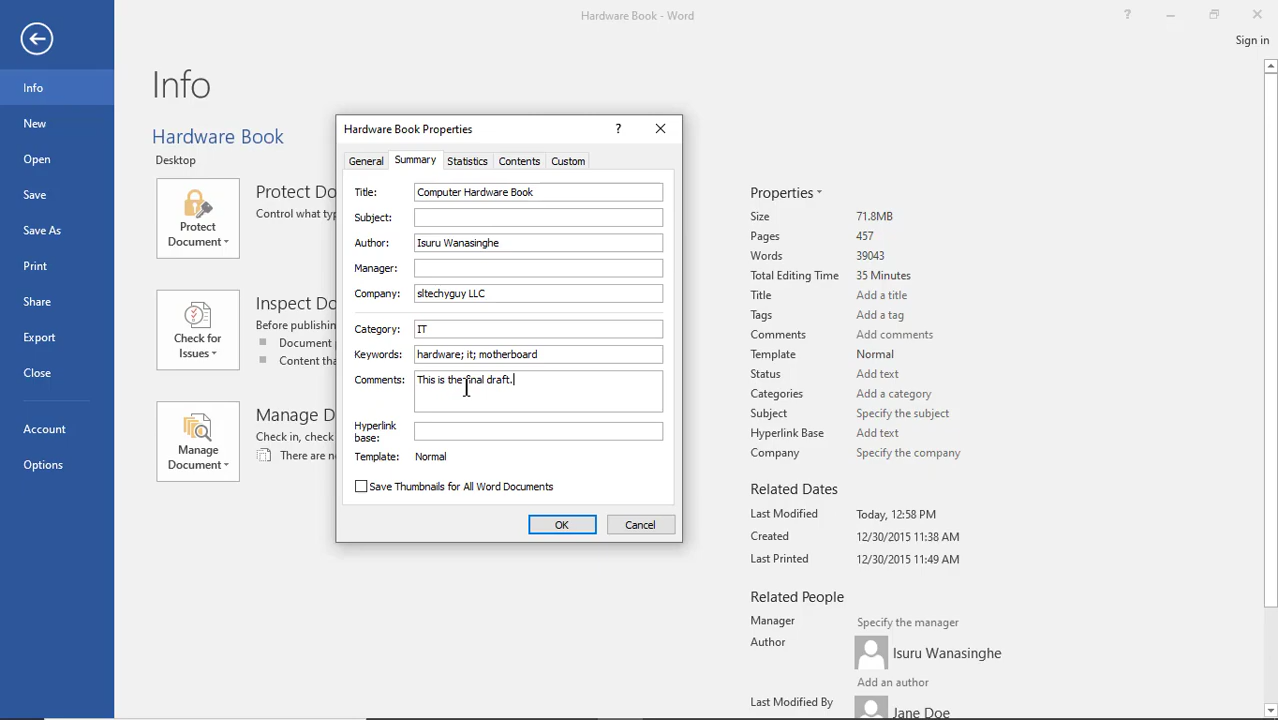 Hardware Book - Word
?
Sign in
Info
New
Open
Save
Save As
Print
Share
Export
Close
Account
Options
Info
Hardware Book
Desktop
Protect Document
Protect Do
Control what typ
Check for Issues
Inspect Do
Before publishin
Document
Content tha
Manage Document
Manage D
Check in, check
There are n
Hardware Book Properties
?
General
Summary
Statistics
Contents
Custom
Title: Computer Hardware Book
Subject:
Author: Isuru Wanasinghe
Manager:
Company: sltechyguy LLC
Category: IT
Keywords: hardware; it; motherboard
Comments: This is the final draft.
Hyperlink base:
Template: Normal
Save Thumbnails for All Word Documents
OK
Cancel
Properties
Size 71.8MB
Pages 457
Words 39043
Total Editing Time 35 Minutes
Title Add a title
Tags Add a tag
Comments Add comments
Template Normal
Status Add text
Categories Add a category
Subject Specify the subject
Hyperlink Base Add text
Company Specify the company
Related Dates
Last Modified Today, 12:58 PM
Created 12/30/2015 11:38 AM
Last Printed 12/30/2015 11:49 AM
Related People
Manager Specify the manager
Author Isuru Wanasinghe
Add an author
Last Modified By Jane Doe